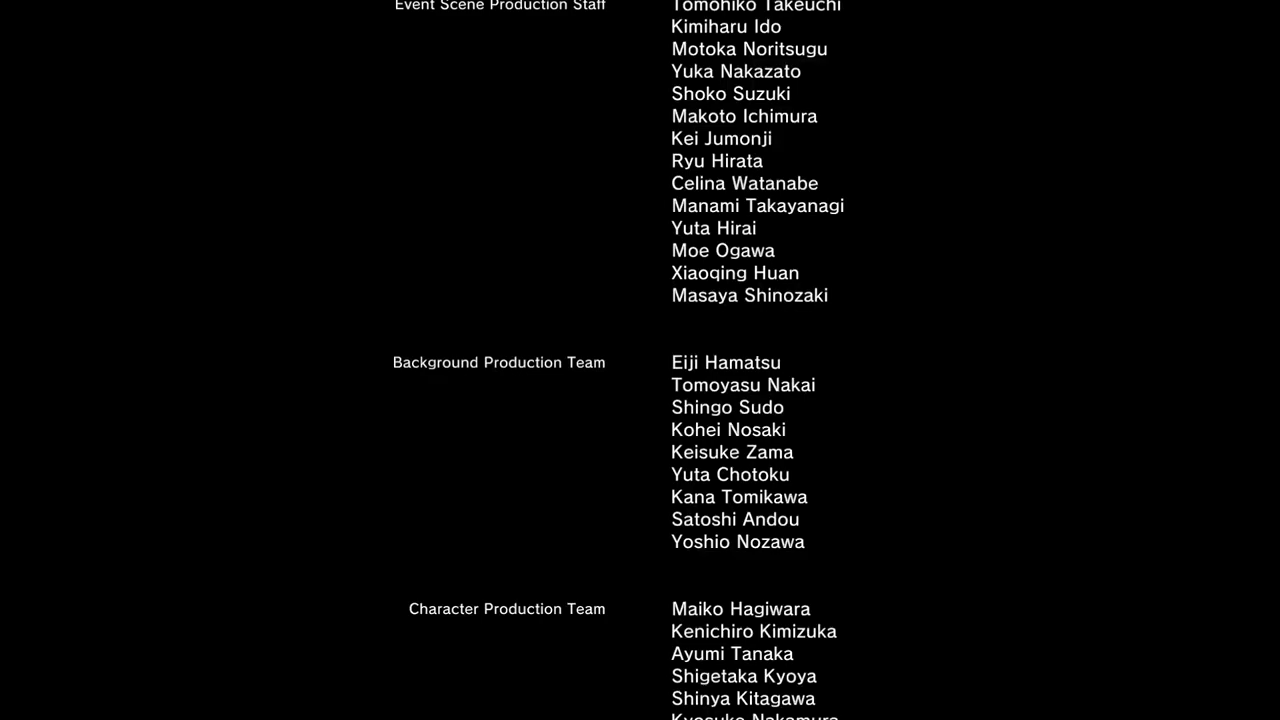 Event Scene Production Staff Tomohiko Takeuchi
Kimiharu Ido
Motoka Noritsugu
Yuka Nakazato
Shoko Suzuki
Makoto Ichimura
Kei Jumonji
Ryu Hirata
Celina Watanabe
Manami Takayanagi
Yuta Hirai
Moe Ogawa
Xiaoqing Huan
Masaya Shinozaki
Background Production Team Eiji Hamatsu
Tomoyasu Nakai
Shingo Sudo
Kohei Nosaki
Keisuke Zama
Yuta Chotoku
Kana Tomikawa
Satoshi Andou
Yoshio Nozawa
Character Production Team Maiko Hagiwara
Kenichiro Kimizuka
Ayumi Tanaka
Shigetaka Kyoya
Shinya Kitagawa
Kyosuke Nakamura